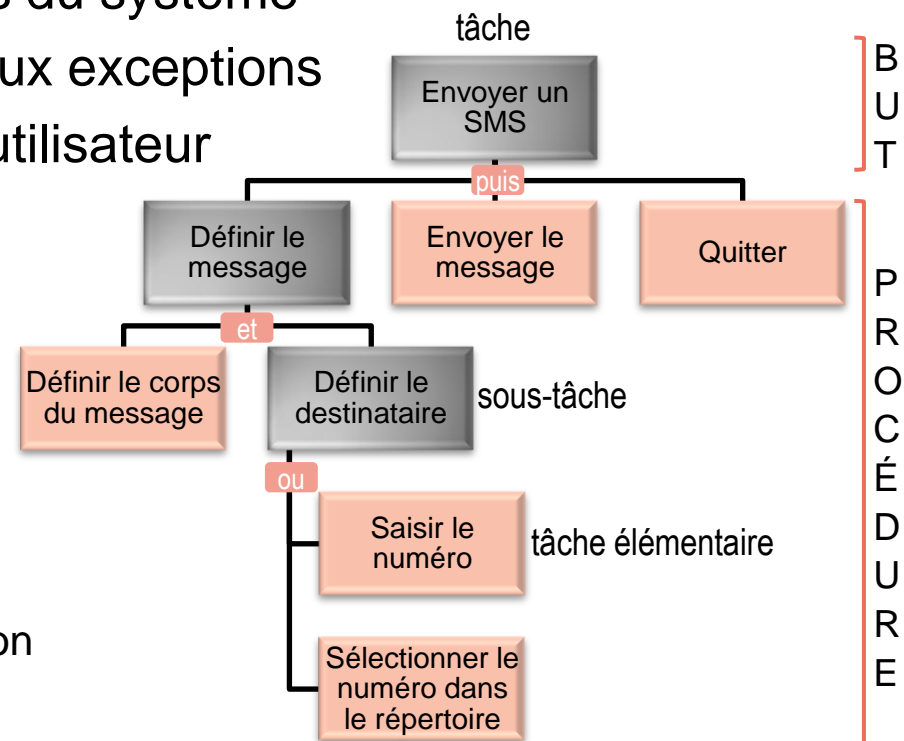 s du système
ux exceptions
utilisateur
tâche
Envoyer un
SMS
puis
Définir le
message
Envoyer le
message
Quitter
et
Définir le corps
du message
Définir le
destinataire
sous-tâche
ou
Saisir le
numéro
tâche élémentaire
Sélectionner le
numéro dans
le répertoire
on
B
U
T
P
R
O
C
É
D
U
R
E